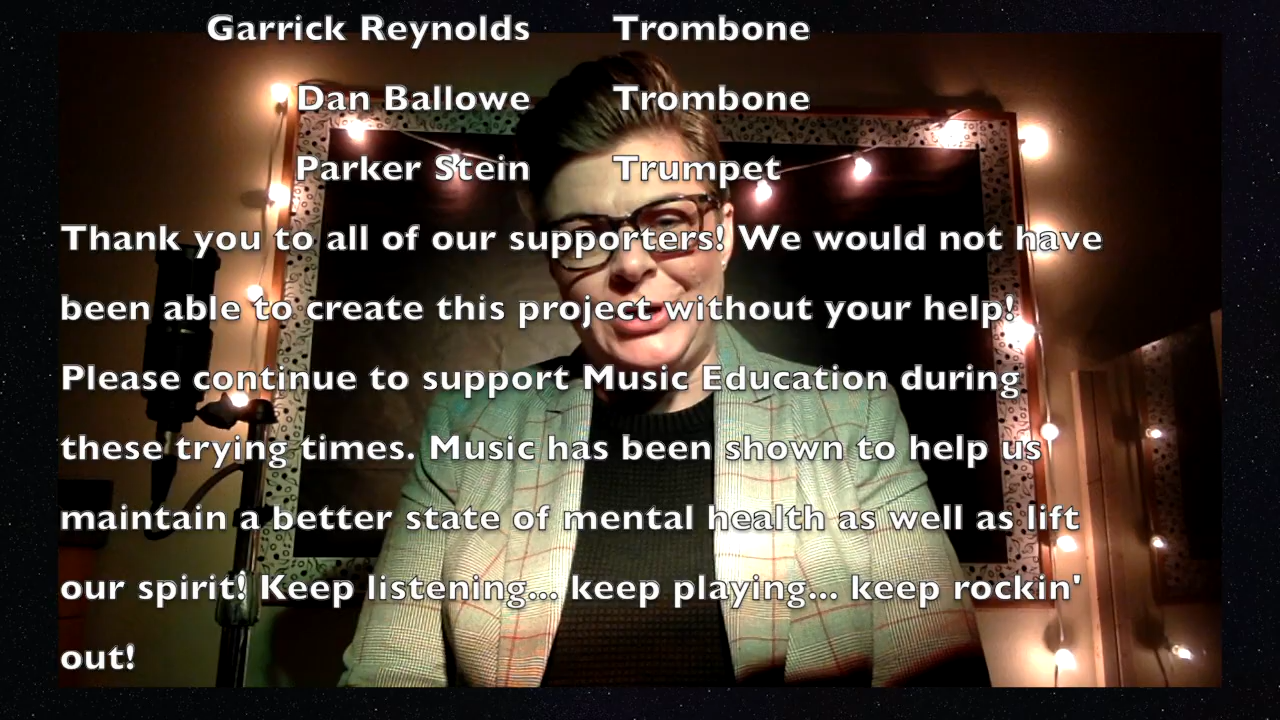 Garrick Reynolds Trombone
Dan Ballowe Trombone
Parker Stein Trumpet
Thank you to all of our supporters! We would not have
been able to create this project without your help!
Please continue to support Music Education during
these trying times. Music has been shown to help us
maintain a better state of mental health as well as lift
our spirit! Keep listening... keep playing... keep rockin'
out!